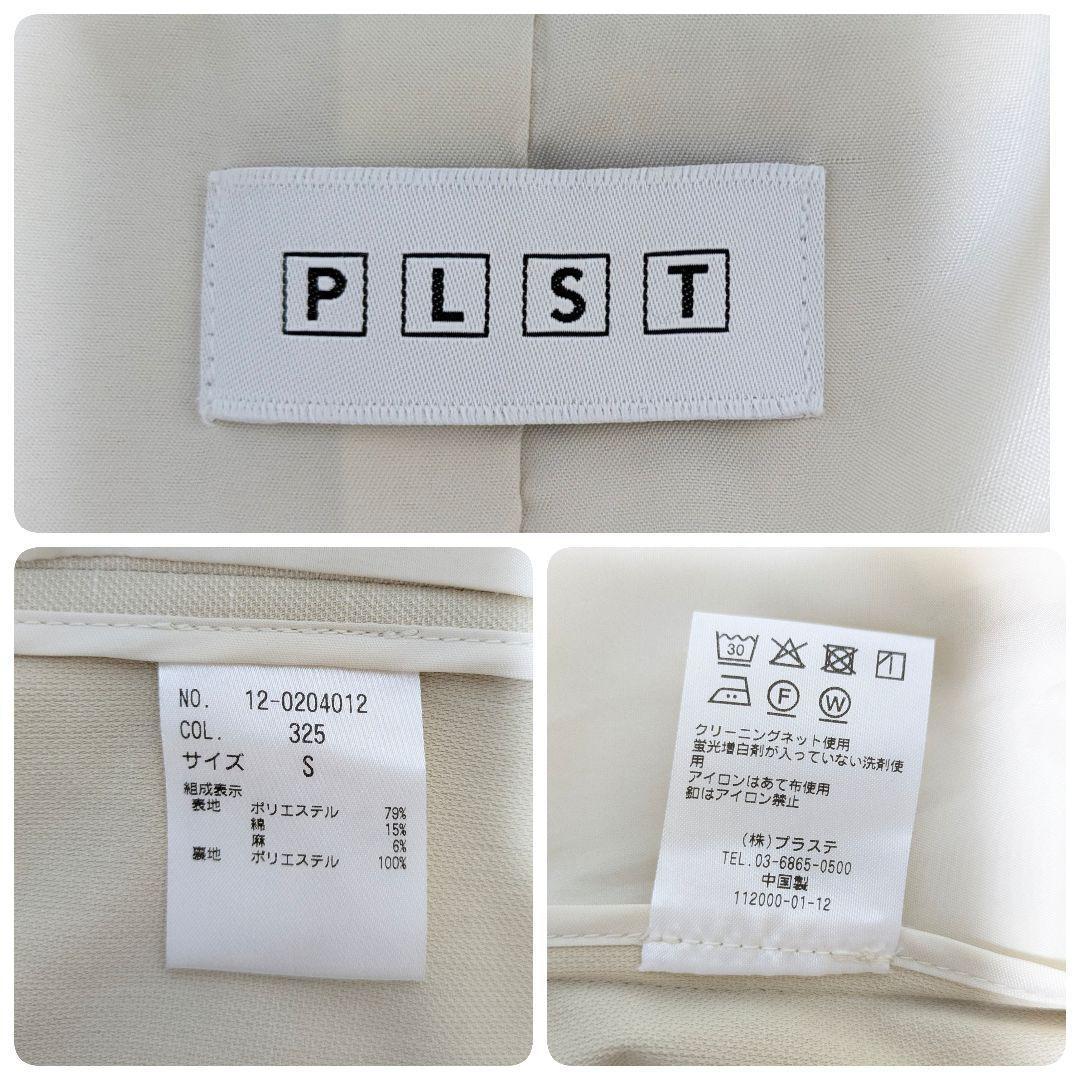 PLST
NO. 12-0204012
COL. 325
サイズ S
組成表示
表地 ポリエステル 79%
綿 15%
麻 6%
裏地 ポリエステル 100%
30
F W
クリーニングネット使用
蛍光増白剤が入っていない洗剤使
用
アイロンはあて布使用
釦はアイロン禁止
(株)プラステ
TEL.03-6865-0500
中国製
112000-01-12